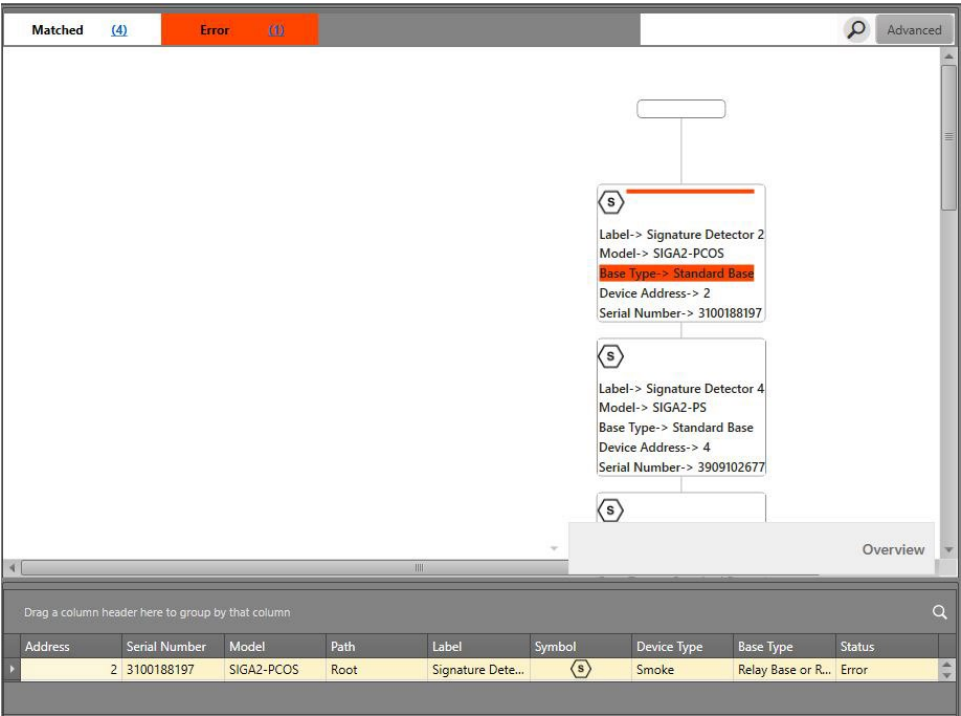 Matched (4) Error (1) Advanced
S
Label-> Signature Detector 2
Model-> SIGA2-PCOS
Base Type-> Standard Base
Device Address-> 2
Serial Number-> 3100188197
S
Label-> Signature Detector 4
Model-> SIGA2-PS
Base Type-> Standard Base
Device Address-> 4
Serial Number-> 3909102677
S
Overview
Drag a column header here to group by that column
Address Serial Number Model Path Label Symbol Device Type Base Type Status
2 3100188197 SIGA2-PCOS Root Signature Dete... S Smoke Relay Base or R... Error